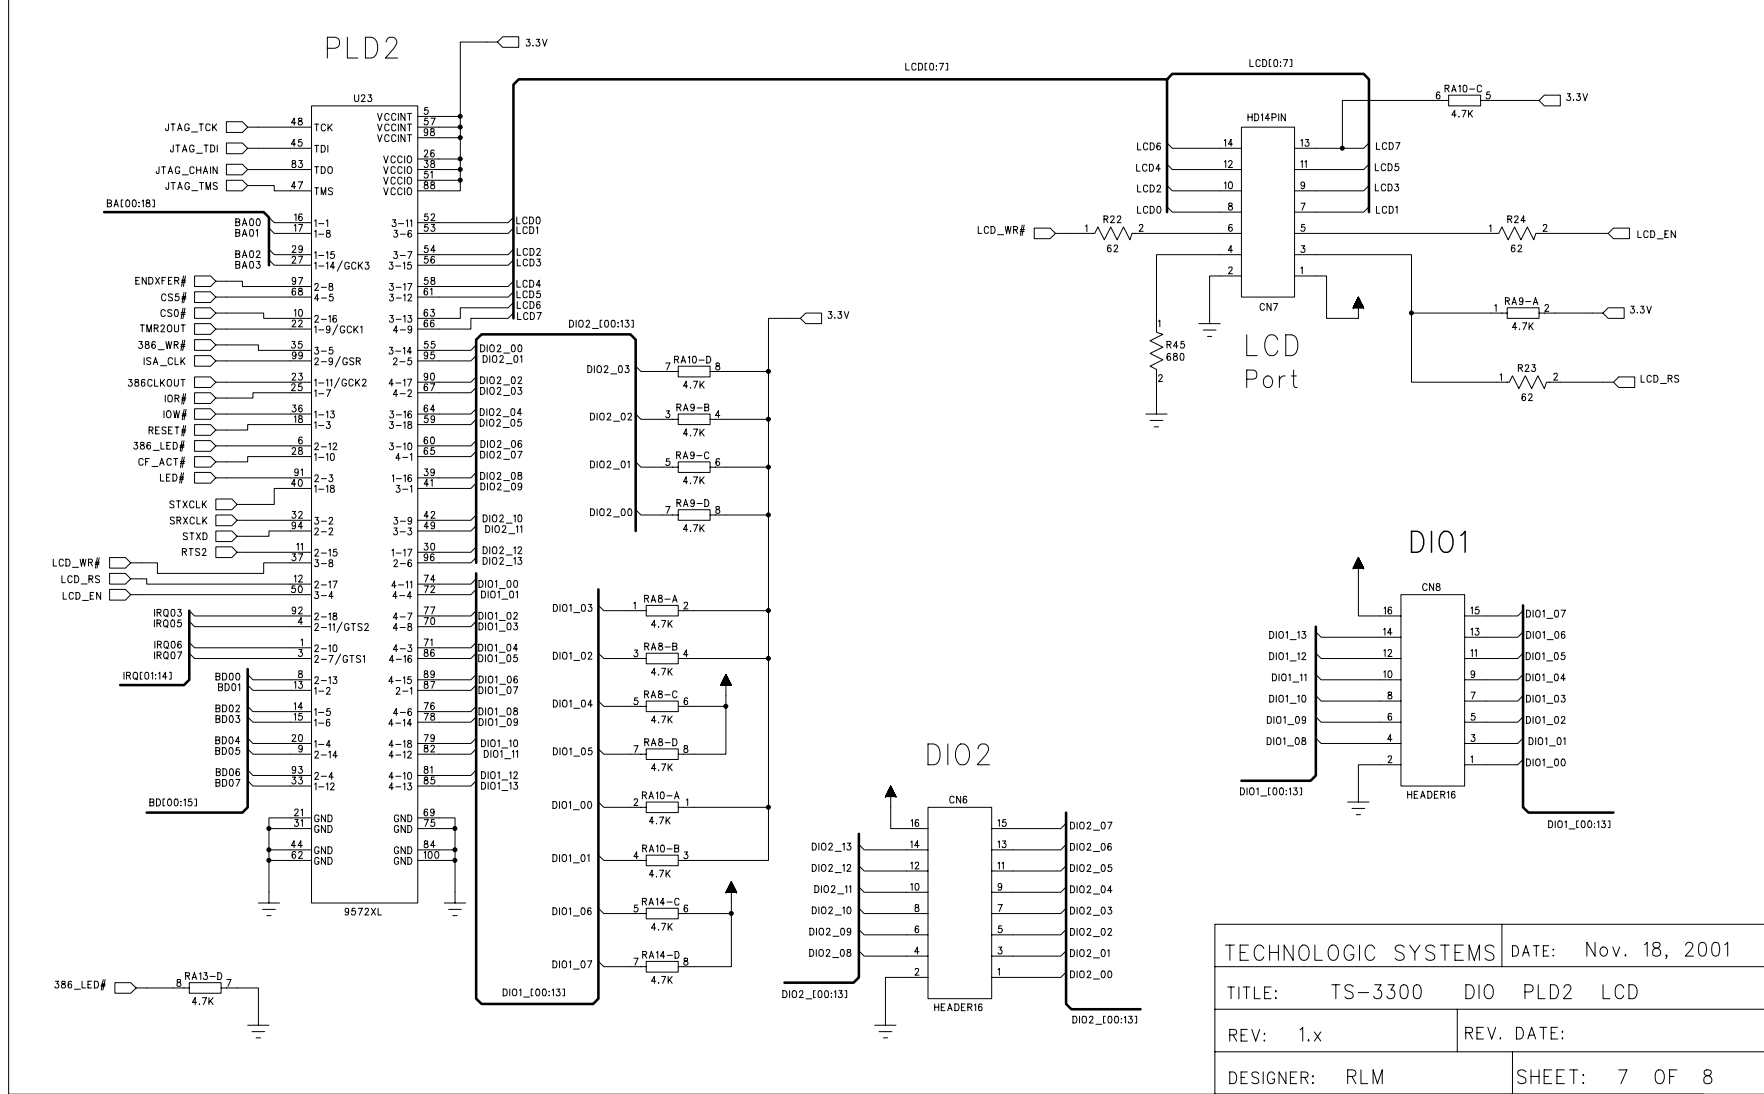 PLD2
3.3V
U23
JTAG_TCK 48 TCK
JTAG_TDI 45 TDI
JTAG_CHAIN 83 TDO
JTAG_TMS 47 TMS
VCCINT 5
VCCINT 57
VCCINT 98
VCCIO 26
VCCIO 38
VCCIO 51
VCCIO 88
BA[00:18]
BA00 16 1-1
BA01 17 1-8
BA02 29 1-15
BA03 27 1-14/GCK3
ENDXFER# 97 2-8
CS5# 68 4-5
CS0# 10 2-16
TMR2OUT 22 1-9/GCK1
386_WR# 35 3-5
ISA_CLK 99 2-9/GSR
386CLKOUT 23 1-11/GCK2
IOR# 25 1-7
IOW# 36 1-13
RESET# 18 1-3
386_LED# 6 2-12
CF_ACT# 28 1-10
LED# 91 2-3
STXCLK 40 1-18
SRXCLK 32 3-2
STXD 94 2-2
RTS2 11 2-15
LCD_WR# 37 3-8
LCD_RS 12 2-17
LCD_EN 50 3-4
IRQ03 92 2-18
IRQ05 4 2-11/GTS2
IRQ06 1 2-10
IRQ07 3 2-7/GTS1
IRQ[01:14]
BD00 8 2-13
BD01 13 1-2
BD02 14 1-5
BD03 15 1-6
BD04 20 1-4
BD05 9 2-14
BD06 93 2-4
BD07 33 1-12
BD[00:15]
21 GND
31 GND
44 GND
62 GND
GND 69
GND 75
GND 84
GND 100
9572XL
3-11 52 LCD0
3-6 53 LCD1
3-7 54 LCD2
3-15 56 LCD3
3-17 58 LCD4
3-12 61 LCD5
3-13 63 LCD6
4-9 66 LCD7
3-14 55 DIO2_00
2-5 95 DIO2_01
4-17 90 DIO2_02
4-2 67 DIO2_03
3-16 64 DIO2_04
3-18 59 DIO2_05
3-10 60 DIO2_06
4-1 65 DIO2_07
1-16 39 DIO2_08
3-1 41 DIO2_09
3-9 42 DIO2_10
3-3 49 DIO2_11
1-17 30 DIO2_12
2-6 96 DIO2_13
4-11 74 DIO1_00
4-4 72 DIO1_01
4-7 77 DIO1_02
4-8 70 DIO1_03
4-3 71 DIO1_04
4-16 86 DIO1_05
4-15 89 DIO1_06
2-1 87 DIO1_07
4-6 76 DIO1_08
4-14 78 DIO1_09
4-18 79 DIO1_10
4-12 82 DIO1_11
4-10 81 DIO1_12
4-13 85 DIO1_13
DIO2_[00:13]
3.3V
DIO2_03 7 RA10-D 8
4.7K
DIO2_02 3 RA9-B 4
4.7K
DIO2_01 5 RA9-C 6
4.7K
DIO2_00 7 RA9-D 8
4.7K
DIO1_03 1 RA8-A 2
4.7K
DIO1_02 3 RA8-B 4
4.7K
DIO1_04 5 RA8-C 6
4.7K
DIO1_05 7 RA8-D 8
4.7K
DIO1_00 2 RA10-A 1
4.7K
DIO1_01 4 RA10-B 3
4.7K
DIO1_06 5 RA14-C 6
4.7K
DIO1_07 7 RA14-D 8
4.7K
DIO1_[00:13]
386_LED# 8 RA13-D 7
4.7K
LCD[0:7]
LCD[0:7]
6 RA10-C 5 3.3V
4.7K
HD14PIN
LCD6 14 13 LCD7
LCD4 12 11 LCD5
LCD2 10 9 LCD3
LCD0 8 7 LCD1
LCD_WR# 1 R22 2 6
62
5 1 R24 2 LCD_EN
62
4 3
2 1
CN7
1 R45 680 2
LCD
Port
1 RA9-A 2 3.3V
4.7K
1 R23 2 LCD_RS
62
DIO1
CN8
16 15 DIO1_07
DIO1_13 14 13 DIO1_06
DIO1_12 12 11 DIO1_05
DIO1_11 10 9 DIO1_04
DIO1_10 8 7 DIO1_03
DIO1_09 6 5 DIO1_02
DIO1_08 4 3 DIO1_01
2 1 DIO1_00
DIO1_[00:13]
HEADER16
DIO1_[00:13]
DIO2
CN6
16 15 DIO2_07
DIO2_13 14 13 DIO2_06
DIO2_12 12 11 DIO2_05
DIO2_11 10 9 DIO2_04
DIO2_10 8 7 DIO2_03
DIO2_09 6 5 DIO2_02
DIO2_08 4 3 DIO2_01
2 1 DIO2_00
DIO2_[00:13]
HEADER16
DIO2_[00:13]
TECHNOLOGIC SYSTEMS DATE: Nov. 18, 2001
TITLE: TS-3300 DIO PLD2 LCD
REV: 1.x REV. DATE:
DESIGNER: RLM SHEET: 7 OF 8